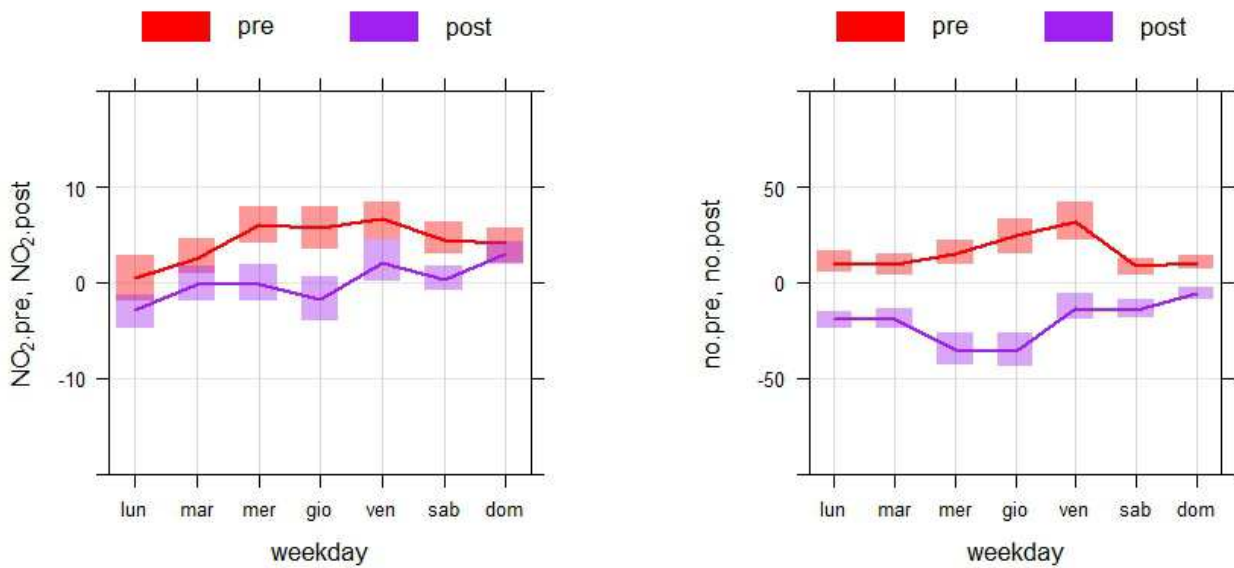 pre post
NO₂.pre, NO₂.post
10
0
-10
lun mar mer gio ven sab dom
weekday
pre post
no.pre, no.post
50
0
-50
lun mar mer gio ven sab dom
weekday